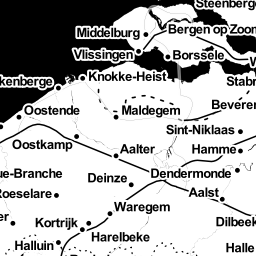 Steenberge
Middelburg
Bergen op Zoom
Vlissingen
Borssele
Knokke-Heist
kenberge
Stabr
Oostende
Maldegem
Beveren
Sint-Niklaas
Oostkamp
Aalter
Hamme
ue-Branche
Dendermonde
Deinze
Roeselare
Aalst
Waregem
er
Kortrijk
Dilbeek
Harelbeke
Halluin
Halle